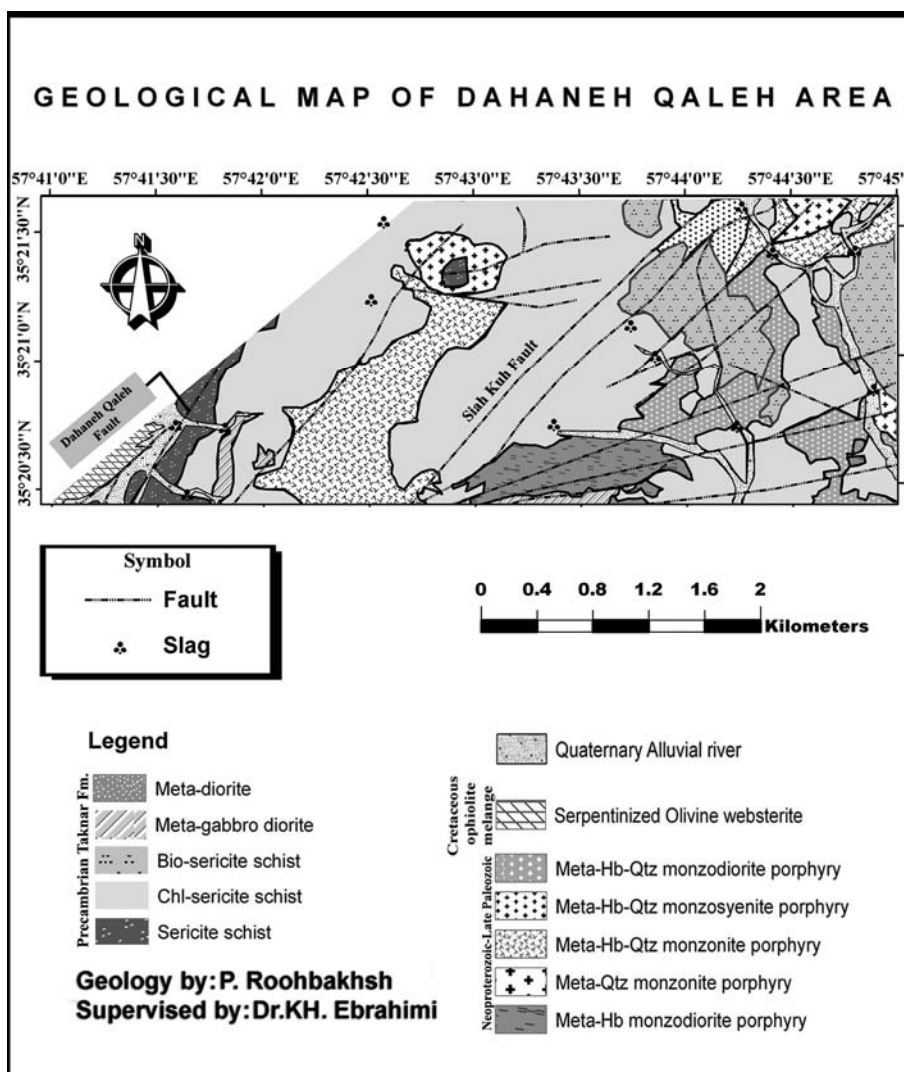 GEOLOGICAL MAP OF DAHANEH QALEH AREA
57°41'0"E 57°41'30"E 57°42'0"E 57°42'30"E 57°43'0"E 57°43'30"E 57°44'0"E 57°44'30"E 57°45'
35°21'30"N
35°21'0"N
35°20'30"N
N
Dahaneh Qaleh
Fault
Siah Kuh Fault
Symbol
Fault
Slag
0 0.4 0.8 1.2 1.6 2
Kilometers
Legend
Precambrian Taknar Fm.
Meta-diorite
Meta-gabbro diorite
Bio-sericite schist
Chl-sericite schist
Sericite schist
Geology by:P. Roohbakhsh
Supervised by:Dr.KH. Ebrahimi
Quaternary Alluvial river
Cretaceous
ophiolite
melange
Serpentinized Olivine websterite
Neoproterozoic-Late Paleozoic
Meta-Hb-Qtz monzodiorite porphyry
Meta-Hb-Qtz monzosyenite porphyry
Meta-Hb-Qtz monzonite porphyry
Meta-Qtz monzonite porphyry
Meta-Hb monzodiorite porphyry